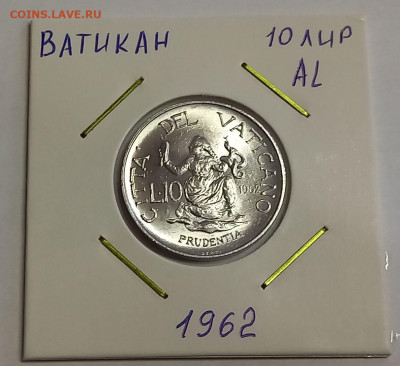 COINS.LAVE.RU
ВАТИКАН
10 ЛИР
AL
CITTA' DEL VATICANO
L.10
1962
PRUDENTIA
1962